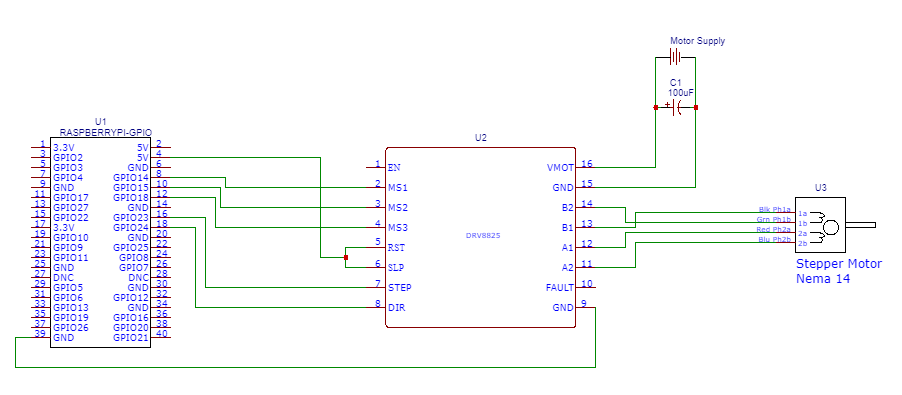 Motor Supply
C1
100uF
U1
RASPBERRYPI-GPIO
1 3.3V 5V 2
3 GPIO2 5V 4
5 GPIO3 GND 6
7 GPIO4 GPIO14 8
9 GND GPIO15 10
11 GPIO17 GPIO18 12
13 GPIO27 GND 14
15 GPIO22 GPIO23 16
17 3.3V GPIO24 18
19 GPIO10 GND 20
21 GPIO9 GPIO25 22
23 GPIO11 GPIO8 24
25 GND GPIO7 26
27 DNC DNC 28
29 GPIO5 GND 30
31 GPIO6 GPIO12 32
33 GPIO13 GND 34
35 GPIO19 GPIO16 36
37 GPIO26 GPIO20 38
39 GND GPIO21 40
U2
1 EN VMOT 16
2 MS1 GND 15
3 MS2 B2 14
4 MS3 B1 13
DRV8825
5 RST A1 12
6 SLP A2 11
7 STEP FAULT 10
8 DIR GND 9
U3
Blk Ph1a 1a
Grn Ph1b 1b
Red Ph2a 2a
Blu Ph2b 2b
Stepper Motor
Nema 14